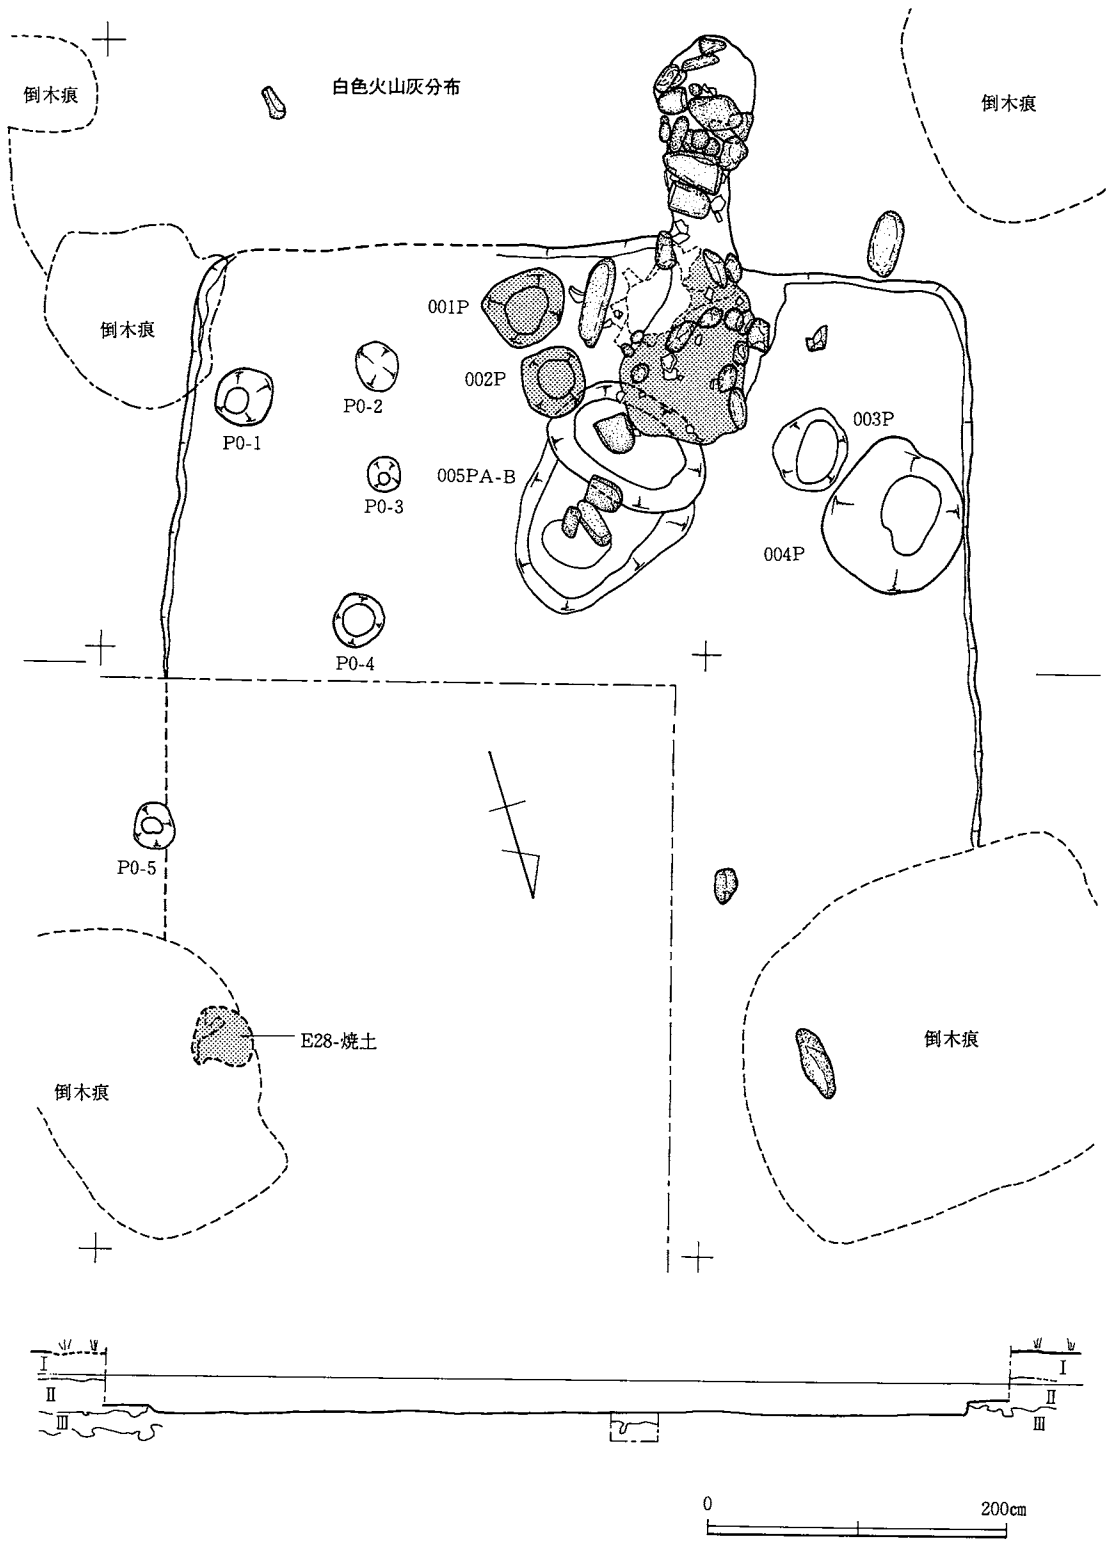 倒木痕
白色火山灰分布
倒木痕
倒木痕
001P
002P
P0-1
P0-2
P0-3
005PA-B
003P
004P
P0-4
P0-5
E28-焼土
倒木痕
倒木痕
Ⅰ
Ⅱ
Ⅲ
Ⅰ
Ⅱ
Ⅲ
0
200cm